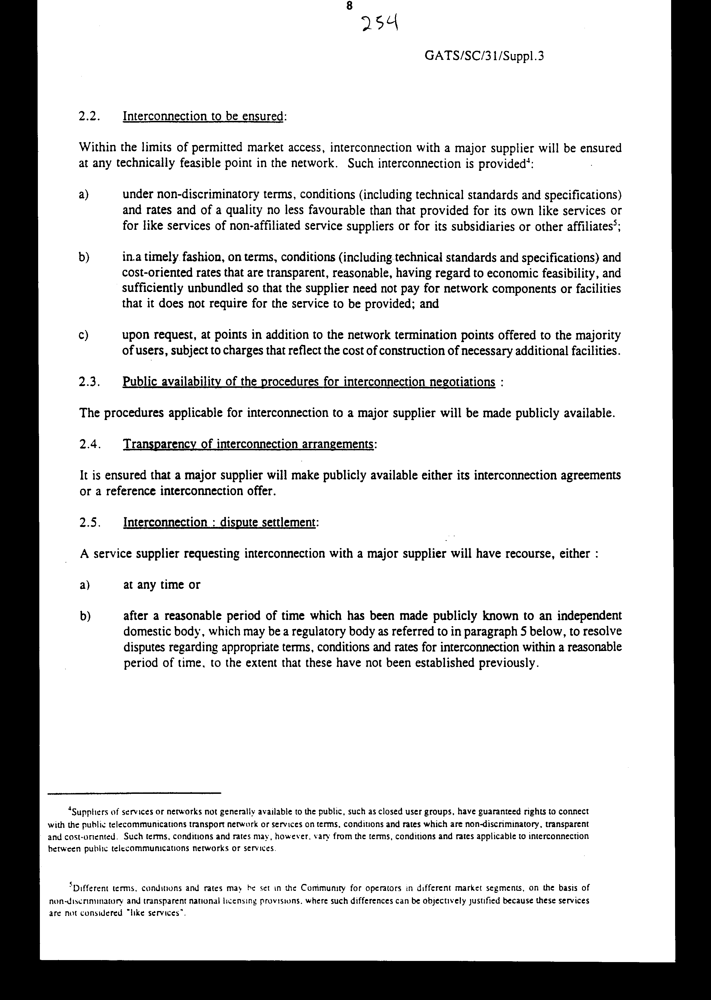 8
254
GATS/SC/31/Suppl.3
2.2. Interconnection to be ensured:
Within the limits of permitted market access, interconnection with a major supplier will be ensured
at any technically feasible point in the network. Such interconnection is provided⁴:
a) under non-discriminatory terms, conditions (including technical standards and specifications)
and rates and of a quality no less favourable than that provided for its own like services or
for like services of non-affiliated service suppliers or for its subsidiaries or other affiliates⁵;
b) in a timely fashion, on terms, conditions (including technical standards and specifications) and
cost-oriented rates that are transparent, reasonable, having regard to economic feasibility, and
sufficiently unbundled so that the supplier need not pay for network components or facilities
that it does not require for the service to be provided; and
c) upon request, at points in addition to the network termination points offered to the majority
of users, subject to charges that reflect the cost of construction of necessary additional facilities.
2.3. Public availability of the procedures for interconnection negotiations :
The procedures applicable for interconnection to a major supplier will be made publicly available.
2.4. Transparency of interconnection arrangements:
It is ensured that a major supplier will make publicly available either its interconnection agreements
or a reference interconnection offer.
2.5. Interconnection : dispute settlement:
A service supplier requesting interconnection with a major supplier will have recourse, either :
a) at any time or
b) after a reasonable period of time which has been made publicly known to an independent
domestic body, which may be a regulatory body as referred to in paragraph 5 below, to resolve
disputes regarding appropriate terms, conditions and rates for interconnection within a reasonable
period of time, to the extent that these have not been established previously.
⁴Suppliers of services or networks not generally available to the public, such as closed user groups, have guaranteed rights to connect
with the public telecommunications transport network or services on terms, conditions and rates which are non-discriminatory, transparent
and cost-oriented. Such terms, conditions and rates may, however, vary from the terms, conditions and rates applicable to interconnection
between public telecommunications networks or services.
⁵Different terms, conditions and rates may be set in the Community for operators in different market segments, on the basis of
non-discriminatory and transparent national licensing provisions, where such differences can be objectively justified because these services
are not considered "like services".